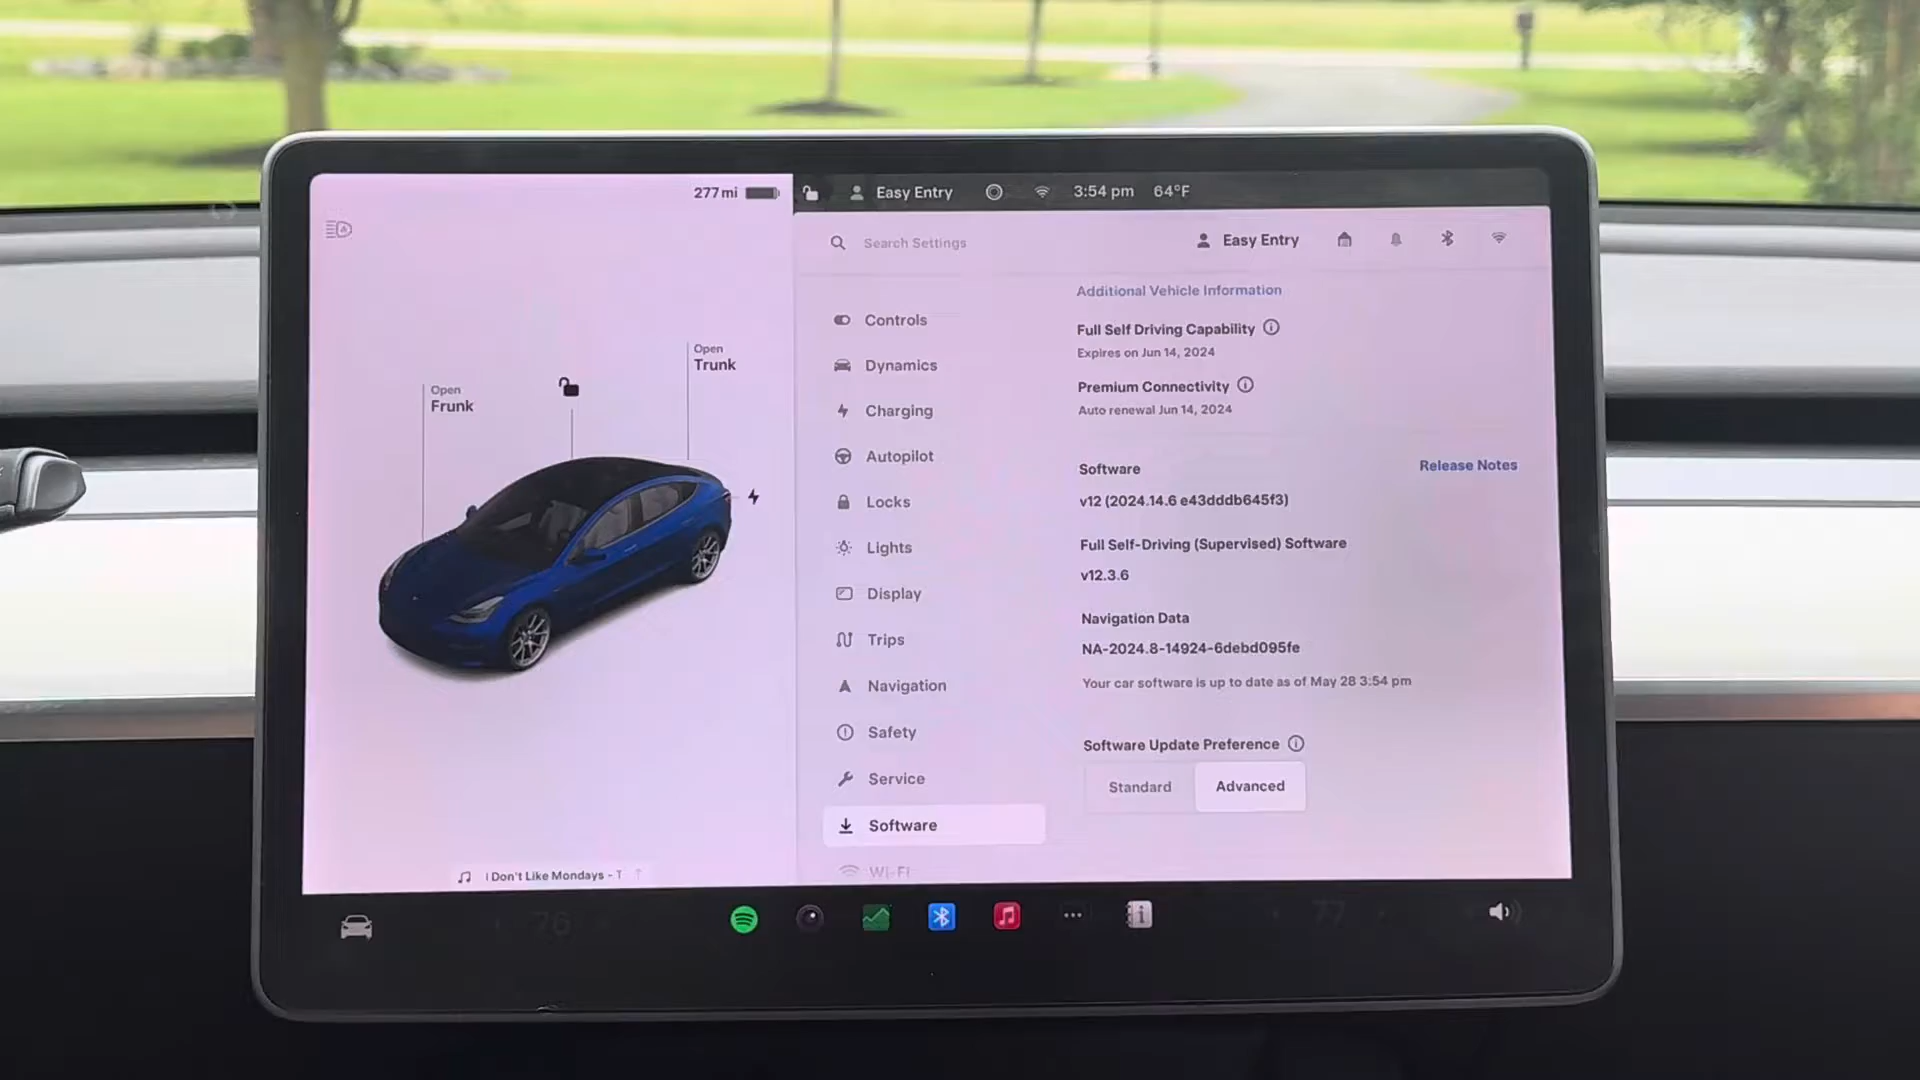 277 mi
Easy Entry
3:54 pm
64°F
Search Settings
Easy Entry
Open
Frunk
Open
Trunk
Controls
Dynamics
Charging
Autopilot
Locks
Lights
Display
Trips
Navigation
Safety
Service
Software
Wi-Fi
Additional Vehicle Information
Full Self Driving Capability
Expires on Jun 14, 2024
Premium Connectivity
Auto renewal Jun 14, 2024
Software
Release Notes
v12 (2024.14.6 e43dddb645f3)
Full Self-Driving (Supervised) Software
v12.3.6
Navigation Data
NA-2024.8-14924-6debd095fe
Your car software is up to date as of May 28 3:54 pm
Software Update Preference
Standard
Advanced
I Don't Like Mondays - T
76
77